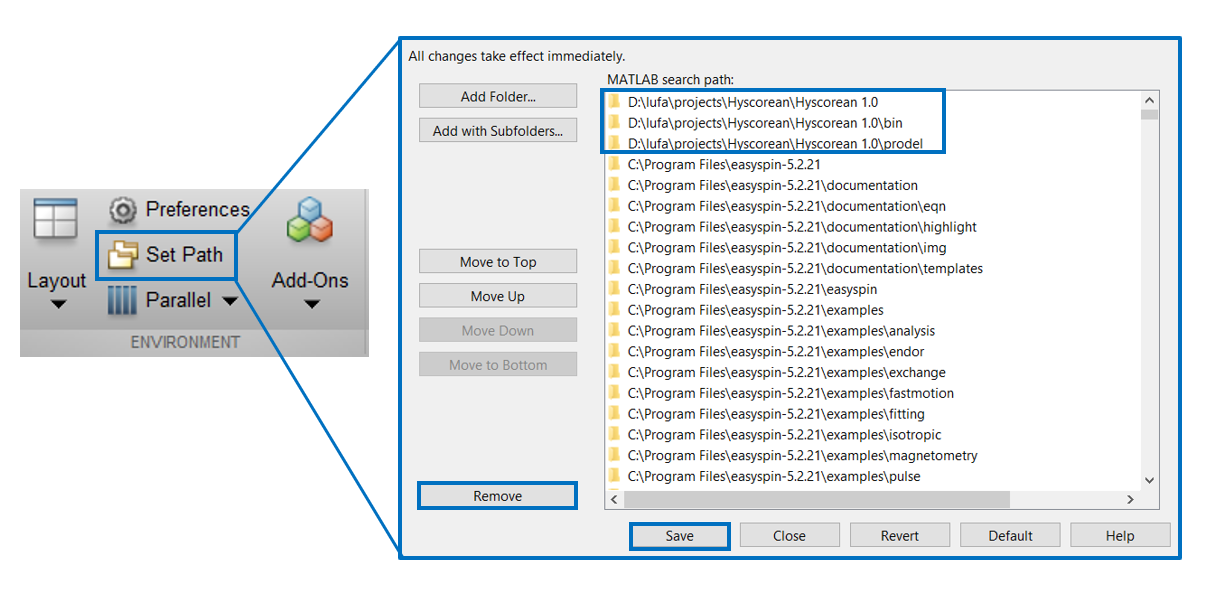 Layout
Preferences
Set Path
Parallel
Add-Ons
ENVIRONMENT
All changes take effect immediately.
MATLAB search path:
Add Folder...
Add with Subfolders...
Move to Top
Move Up
Move Down
Move to Bottom
Remove
D:\lufa\projects\Hyscorean\Hyscorean 1.0
D:\lufa\projects\Hyscorean\Hyscorean 1.0\bin
D:\lufa\projects\Hyscorean\Hyscorean 1.0\prodel
C:\Program Files\easyspin-5.2.21
C:\Program Files\easyspin-5.2.21\documentation
C:\Program Files\easyspin-5.2.21\documentation\eqn
C:\Program Files\easyspin-5.2.21\documentation\highlight
C:\Program Files\easyspin-5.2.21\documentation\img
C:\Program Files\easyspin-5.2.21\documentation\templates
C:\Program Files\easyspin-5.2.21\easyspin
C:\Program Files\easyspin-5.2.21\examples
C:\Program Files\easyspin-5.2.21\examples\analysis
C:\Program Files\easyspin-5.2.21\examples\endor
C:\Program Files\easyspin-5.2.21\examples\exchange
C:\Program Files\easyspin-5.2.21\examples\fastmotion
C:\Program Files\easyspin-5.2.21\examples\fitting
C:\Program Files\easyspin-5.2.21\examples\isotropic
C:\Program Files\easyspin-5.2.21\examples\magnetometry
C:\Program Files\easyspin-5.2.21\examples\pulse
Save
Close
Revert
Default
Help